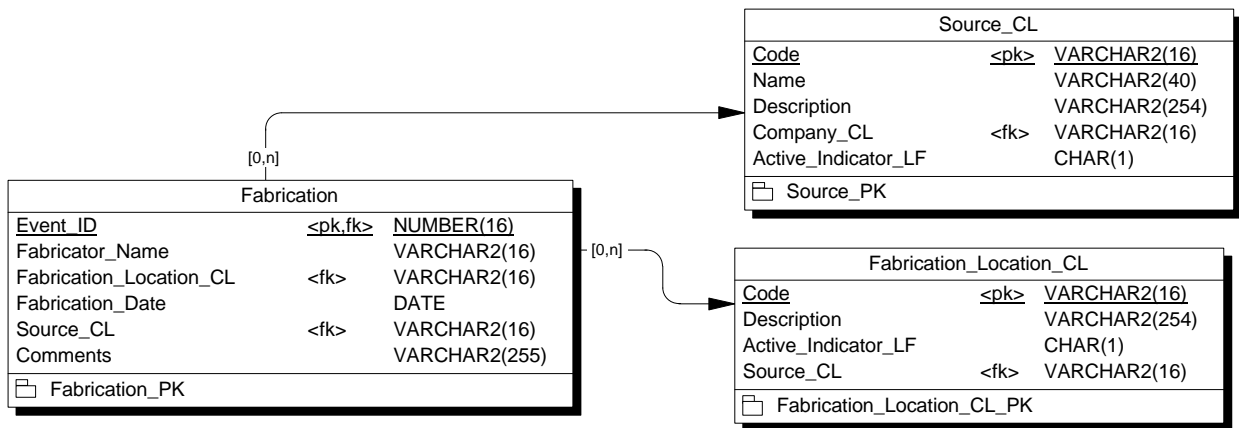 Source_CL
Code <pk> VARCHAR2(16)
Name VARCHAR2(40)
Description VARCHAR2(254)
Company_CL <fk> VARCHAR2(16)
Active_Indicator_LF CHAR(1)
Source_PK
[0,n]
Fabrication
Event_ID <pk,fk> NUMBER(16)
Fabricator_Name VARCHAR2(16)
Fabrication_Location_CL <fk> VARCHAR2(16)
Fabrication_Date DATE
Source_CL <fk> VARCHAR2(16)
Comments VARCHAR2(255)
Fabrication_PK
[0,n]
Fabrication_Location_CL
Code <pk> VARCHAR2(16)
Description VARCHAR2(254)
Active_Indicator_LF CHAR(1)
Source_CL <fk> VARCHAR2(16)
Fabrication_Location_CL_PK